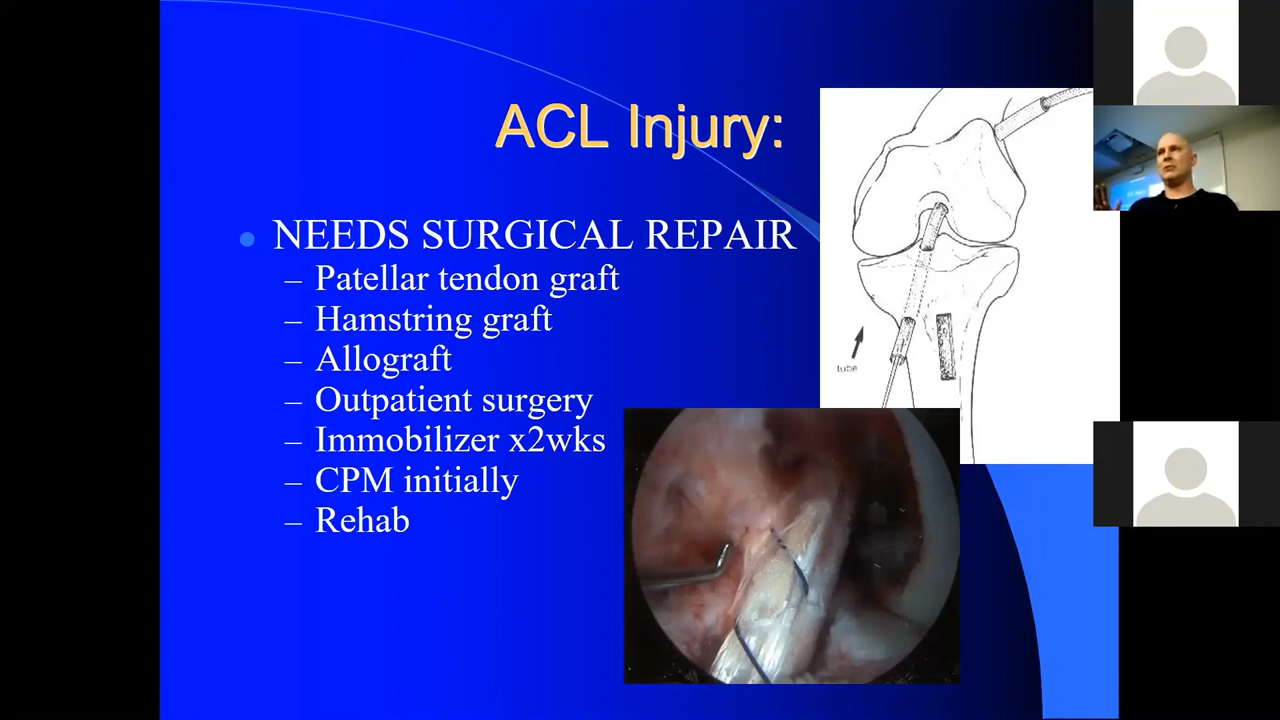 ACL Injury:
NEEDS SURGICAL REPAIR
– Patellar tendon graft
– Hamstring graft
– Allograft
– Outpatient surgery
– Immobilizer x2wks
– CPM initially
– Rehab
tube